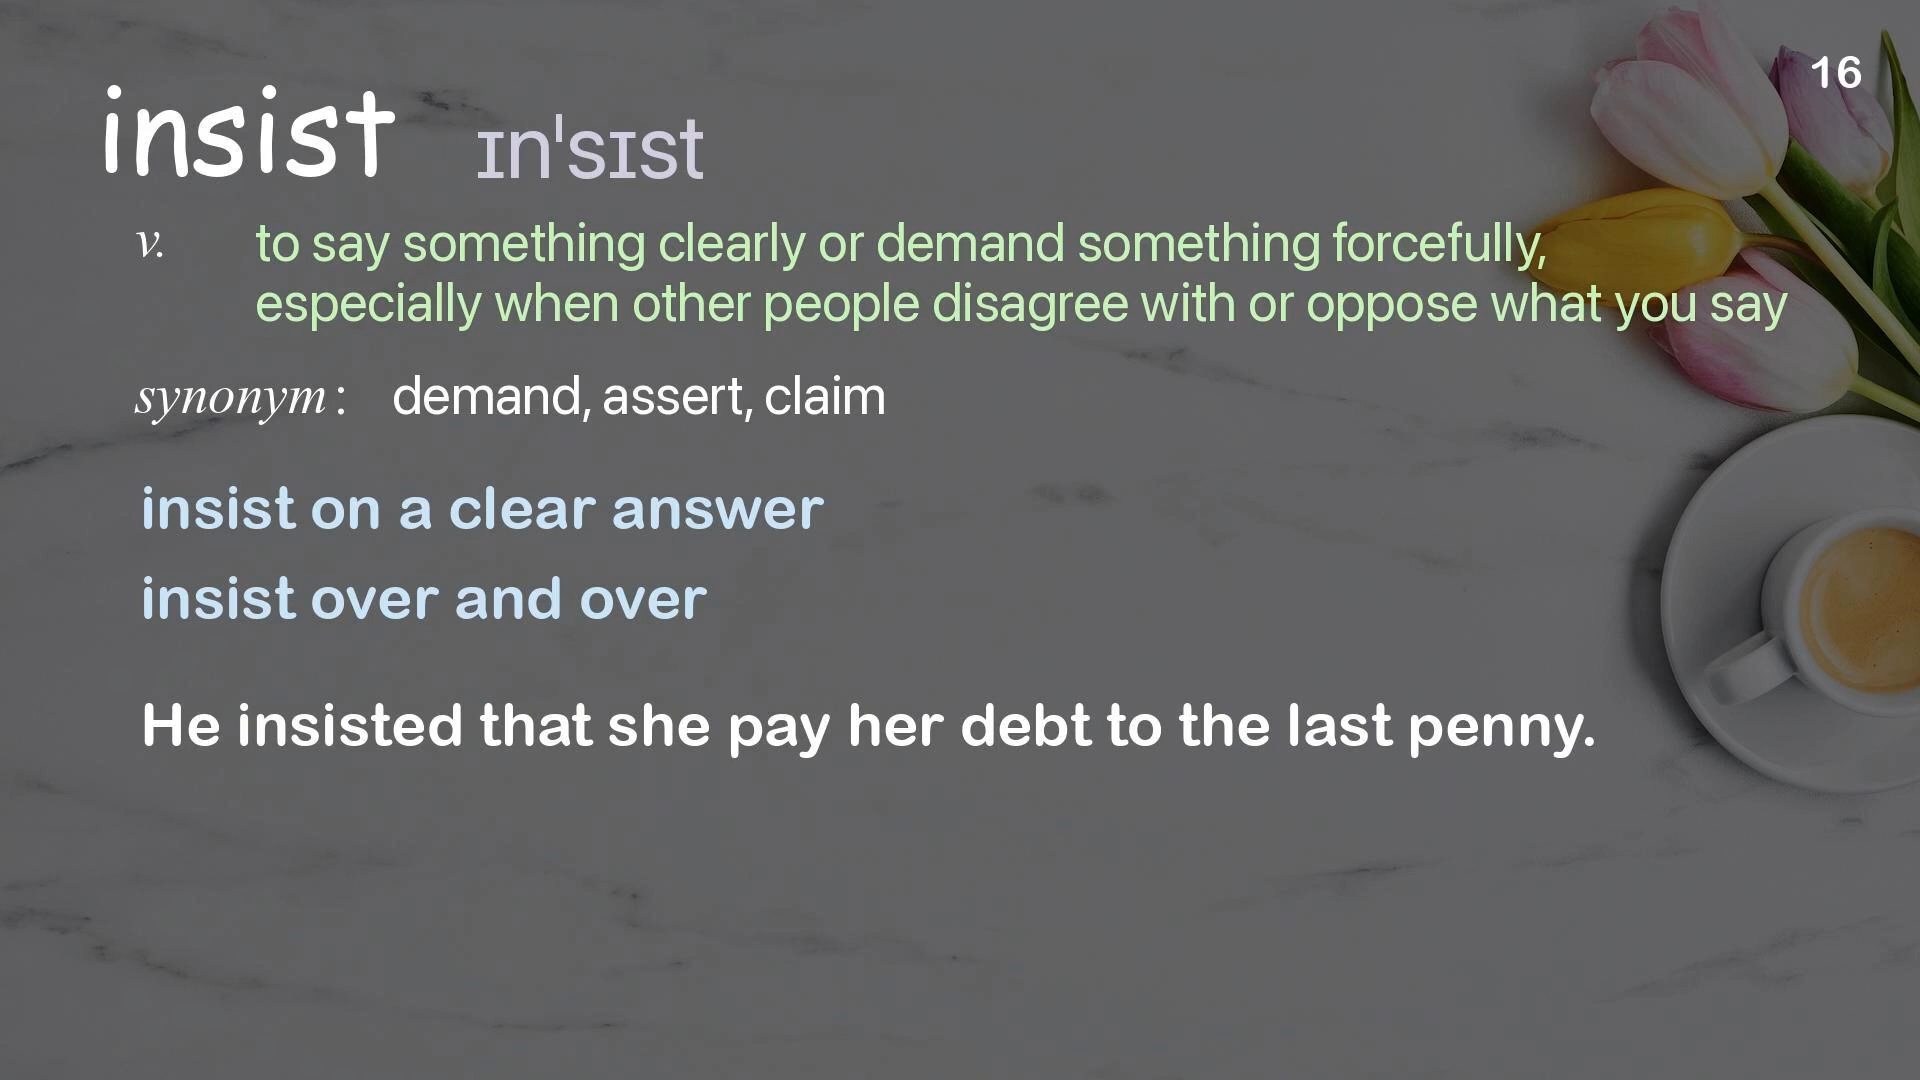 16
insist ɪnˈsɪst
v. to say something clearly or demand something forcefully,
especially when other people disagree with or oppose what you say
synonym: demand, assert, claim
insist on a clear answer
insist over and over
He insisted that she pay her debt to the last penny.